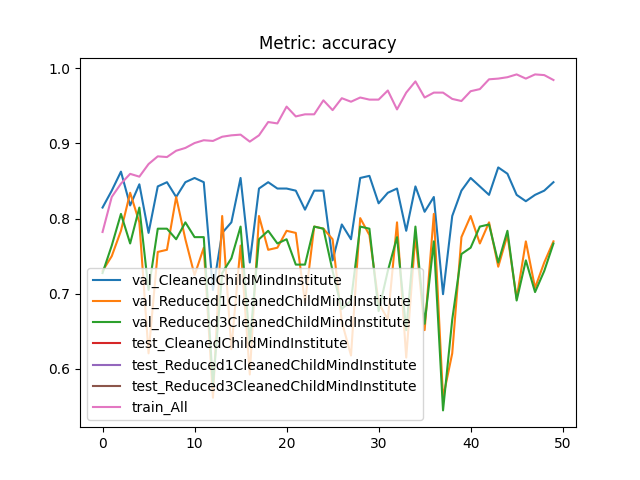 Metric: accuracy
1.0
0.9
0.8
0.7
0.6
val_CleanedChildMindInstitute
val_Reduced1CleanedChildMindInstitute
val_Reduced3CleanedChildMindInstitute
test_CleanedChildMindInstitute
test_Reduced1CleanedChildMindInstitute
test_Reduced3CleanedChildMindInstitute
train_All
0
10
20
30
40
50